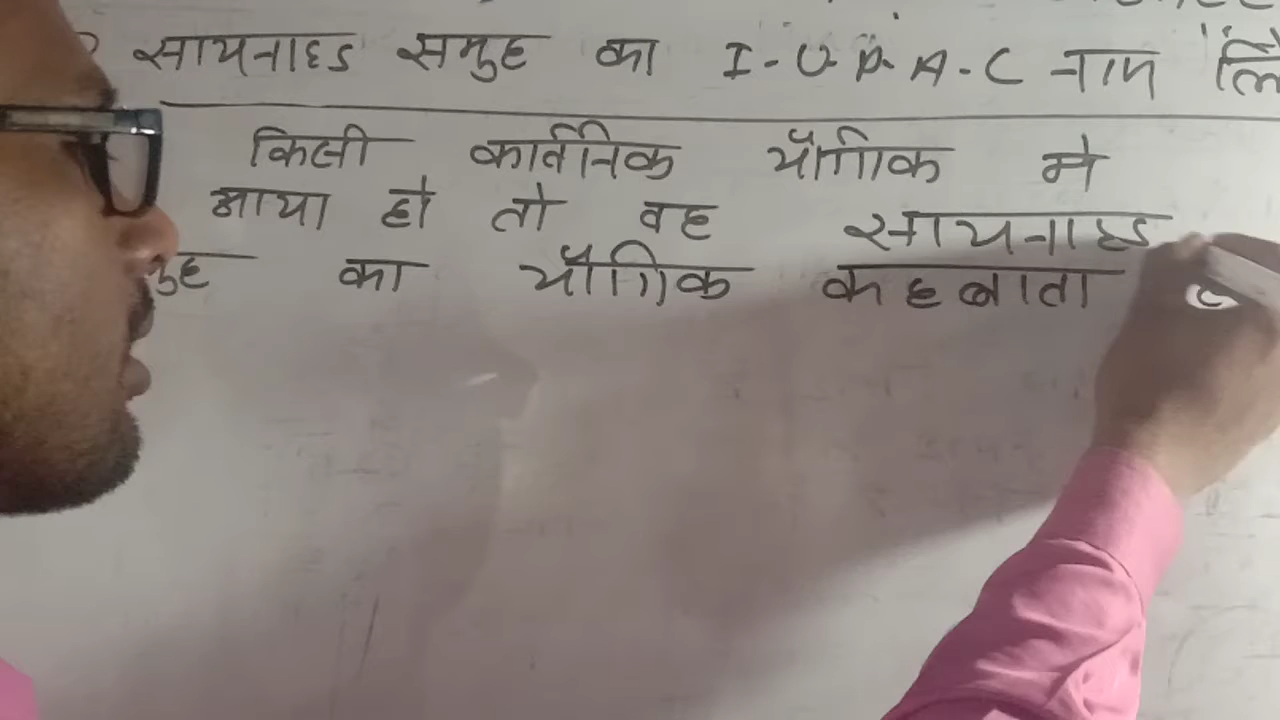 सायनाइड समुह का I-U.P.A.C नाम
किसी कार्बनिक यौगिक मे
आया हो तो वह सायनाइड
का यौगिक कहलाता